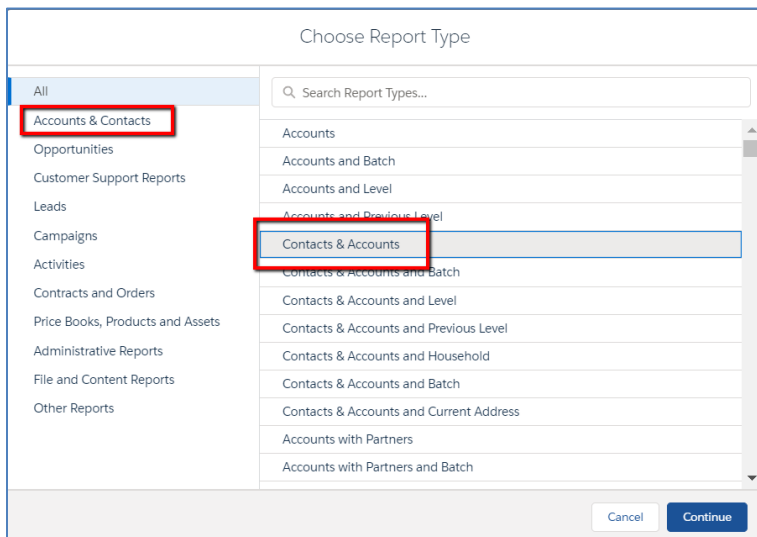 Choose Report Type
All
Accounts & Contacts
Opportunities
Customer Support Reports
Leads
Campaigns
Activities
Contracts and Orders
Price Books, Products and Assets
Administrative Reports
File and Content Reports
Other Reports
Search Report Types...
Accounts
Accounts and Batch
Accounts and Level
Accounts and Previous Level
Contacts & Accounts
Contacts & Accounts and Batch
Contacts & Accounts and Level
Contacts & Accounts and Previous Level
Contacts & Accounts and Household
Contacts & Accounts and Batch
Contacts & Accounts and Current Address
Accounts with Partners
Accounts with Partners and Batch
Cancel
Continue